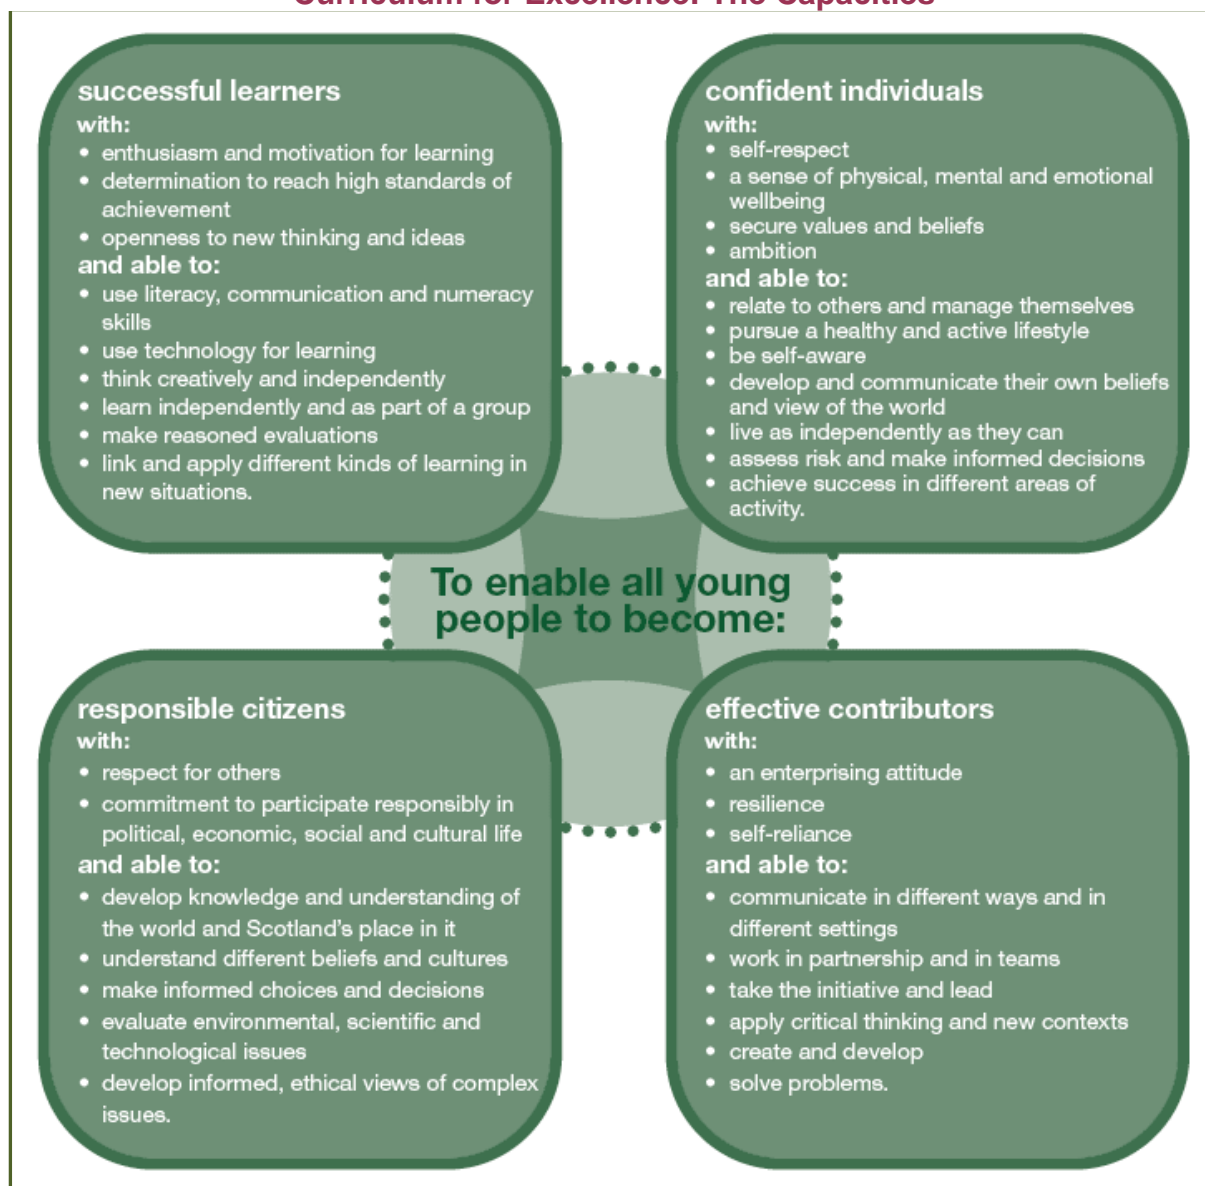 Curriculum for Excellence: The Capacities
successful learners
with:
• enthusiasm and motivation for learning
• determination to reach high standards of
achievement
• openness to new thinking and ideas
and able to:
• use literacy, communication and numeracy
skills
• use technology for learning
• think creatively and independently
• learn independently and as part of a group
• make reasoned evaluations
• link and apply different kinds of learning in
new situations.
confident individuals
with:
• self-respect
• a sense of physical, mental and emotional
wellbeing
• secure values and beliefs
• ambition
and able to:
• relate to others and manage themselves
• pursue a healthy and active lifestyle
• be self-aware
• develop and communicate their own beliefs
and view of the world
• live as independently as they can
• assess risk and make informed decisions
• achieve success in different areas of
activity.
To enable all young
people to become:
responsible citizens
with:
• respect for others
• commitment to participate responsibly in
political, economic, social and cultural life
and able to:
• develop knowledge and understanding of
the world and Scotland's place in it
• understand different beliefs and cultures
• make informed choices and decisions
• evaluate environmental, scientific and
technological issues
• develop informed, ethical views of complex
issues.
effective contributors
with:
• an enterprising attitude
• resilience
• self-reliance
and able to:
• communicate in different ways and in
different settings
• work in partnership and in teams
• take the initiative and lead
• apply critical thinking and new contexts
• create and develop
• solve problems.